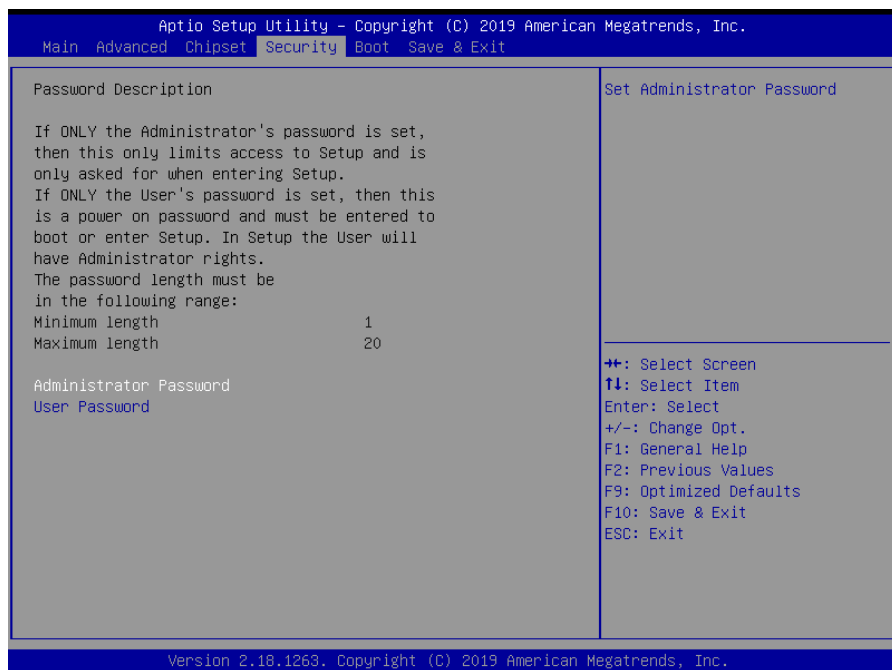 Aptio Setup Utility – Copyright (C) 2019 American Megatrends, Inc.
Main Advanced Chipset Security Boot Save & Exit
Password Description
If ONLY the Administrator's password is set,
then this only limits access to Setup and is
only asked for when entering Setup.
If ONLY the User's password is set, then this
is a power on password and must be entered to
boot or enter Setup. In Setup the User will
have Administrator rights.
The password length must be
in the following range:
Minimum length 1
Maximum length 20
Administrator Password
User Password
Set Administrator Password
→←: Select Screen
↑↓: Select Item
Enter: Select
+/-: Change Opt.
F1: General Help
F2: Previous Values
F9: Optimized Defaults
F10: Save & Exit
ESC: Exit
Version 2.18.1263. Copyright (C) 2019 American Megatrends, Inc.